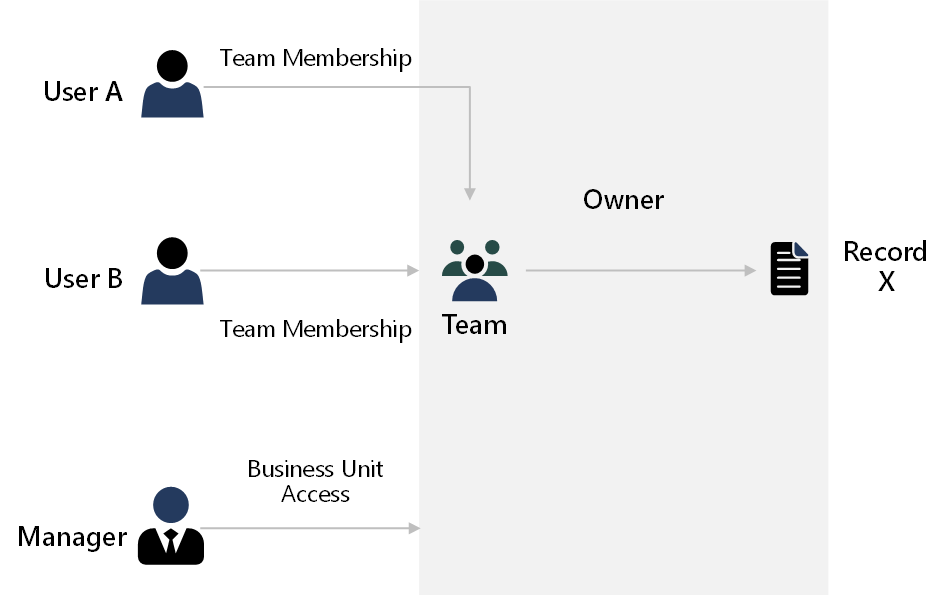 Team Membership
User A
Owner
Record
X
User B
Team
Team Membership
Business Unit
Access
Manager